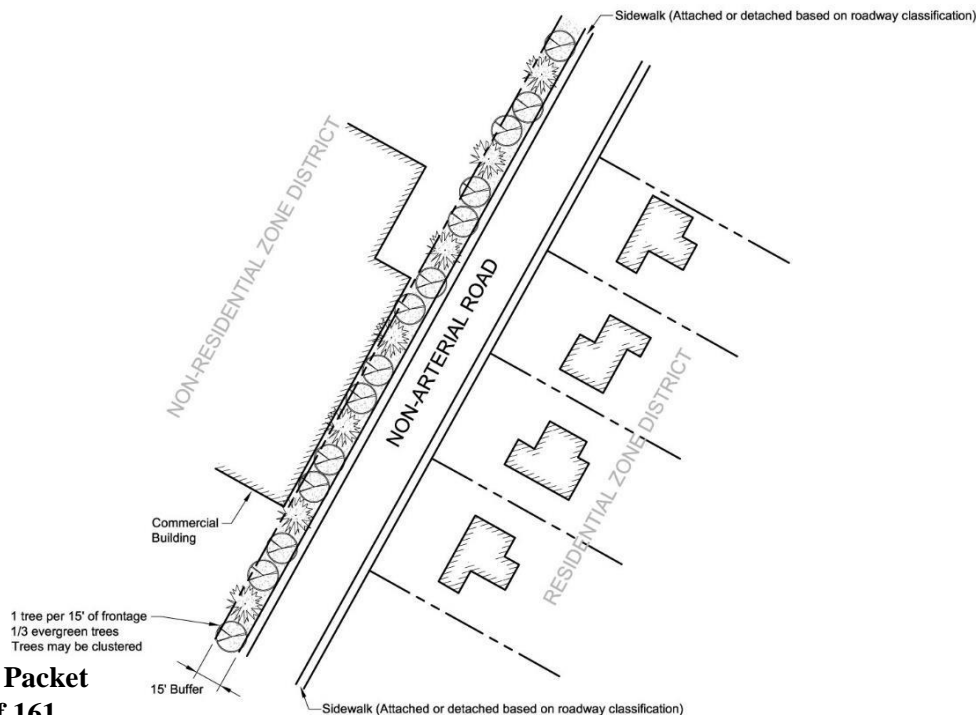 Sidewalk (Attached or detached based on roadway classification)
NON-RESIDENTIAL ZONE DISTRICT
NON-ARTERIAL ROAD
RESIDENTIAL ZONE DISTRICT
Commercial
Building
1 tree per 15' of frontage
1/3 evergreen trees
Trees may be clustered
15' Buffer
Packet
161
Sidewalk (Attached or detached based on roadway classification)